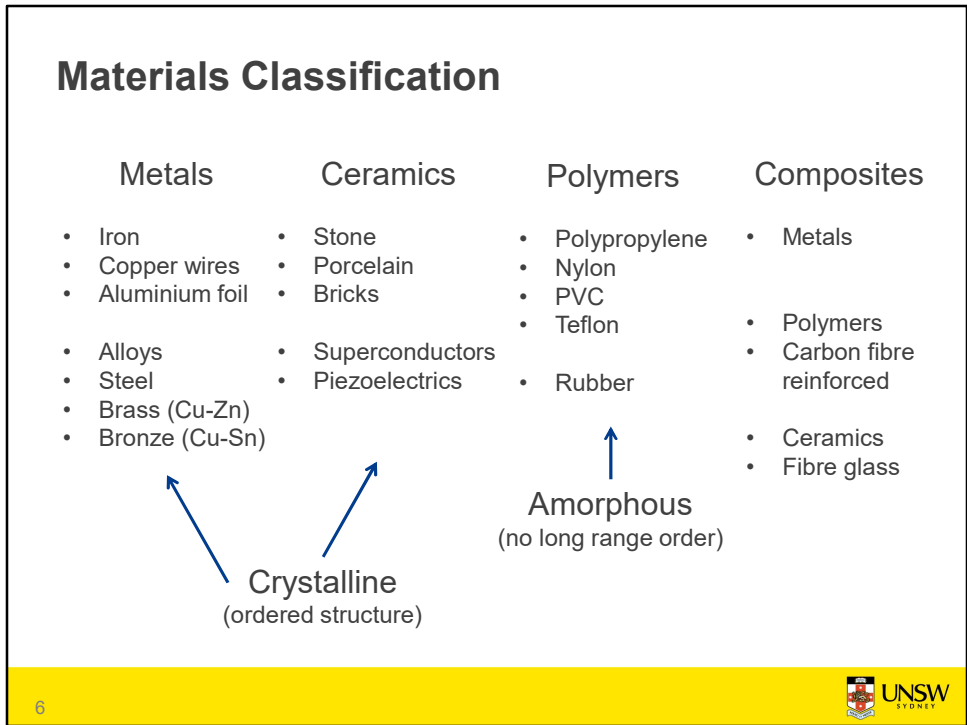 Materials Classification
Metals
• Iron
• Copper wires
• Aluminium foil
• Alloys
• Steel
• Brass (Cu-Zn)
• Bronze (Cu-Sn)
Ceramics
• Stone
• Porcelain
• Bricks
• Superconductors
• Piezoelectrics
Polymers
• Polypropylene
• Nylon
• PVC
• Teflon
• Rubber
Composites
• Metals
• Polymers
• Carbon fibre
reinforced
• Ceramics
• Fibre glass
Crystalline
(ordered structure)
Amorphous
(no long range order)
6
UNSW
SYDNEY